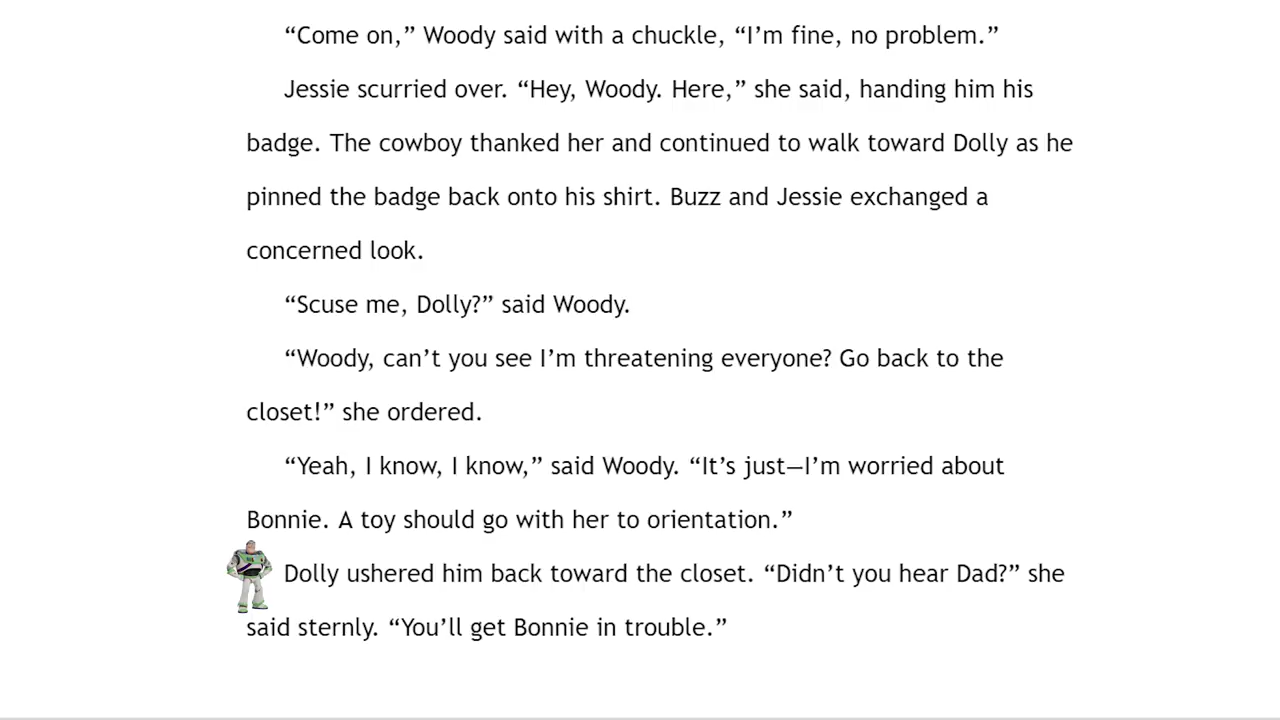 “Come on,” Woody said with a chuckle, “I’m fine, no problem.”
Jessie scurried over. “Hey, Woody. Here,” she said, handing him his
badge. The cowboy thanked her and continued to walk toward Dolly as he
pinned the badge back onto his shirt. Buzz and Jessie exchanged a
concerned look.
“Scuse me, Dolly?” said Woody.
“Woody, can’t you see I’m threatening everyone? Go back to the
closet!” she ordered.
“Yeah, I know, I know,” said Woody. “It’s just—I’m worried about
Bonnie. A toy should go with her to orientation.”
Dolly ushered him back toward the closet. “Didn’t you hear Dad?” she
said sternly. “You’ll get Bonnie in trouble.”